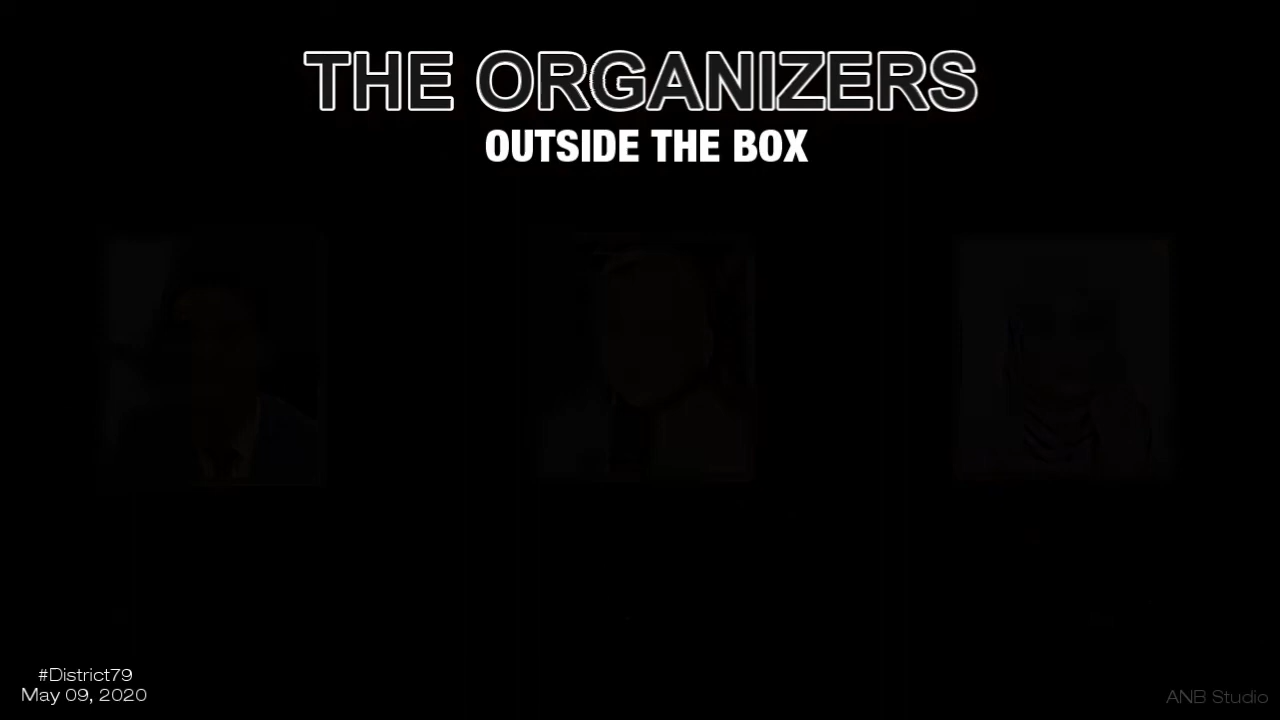 THE ORGANIZERS
OUTSIDE THE BOX
#District79
May 09, 2020
ANB Studio